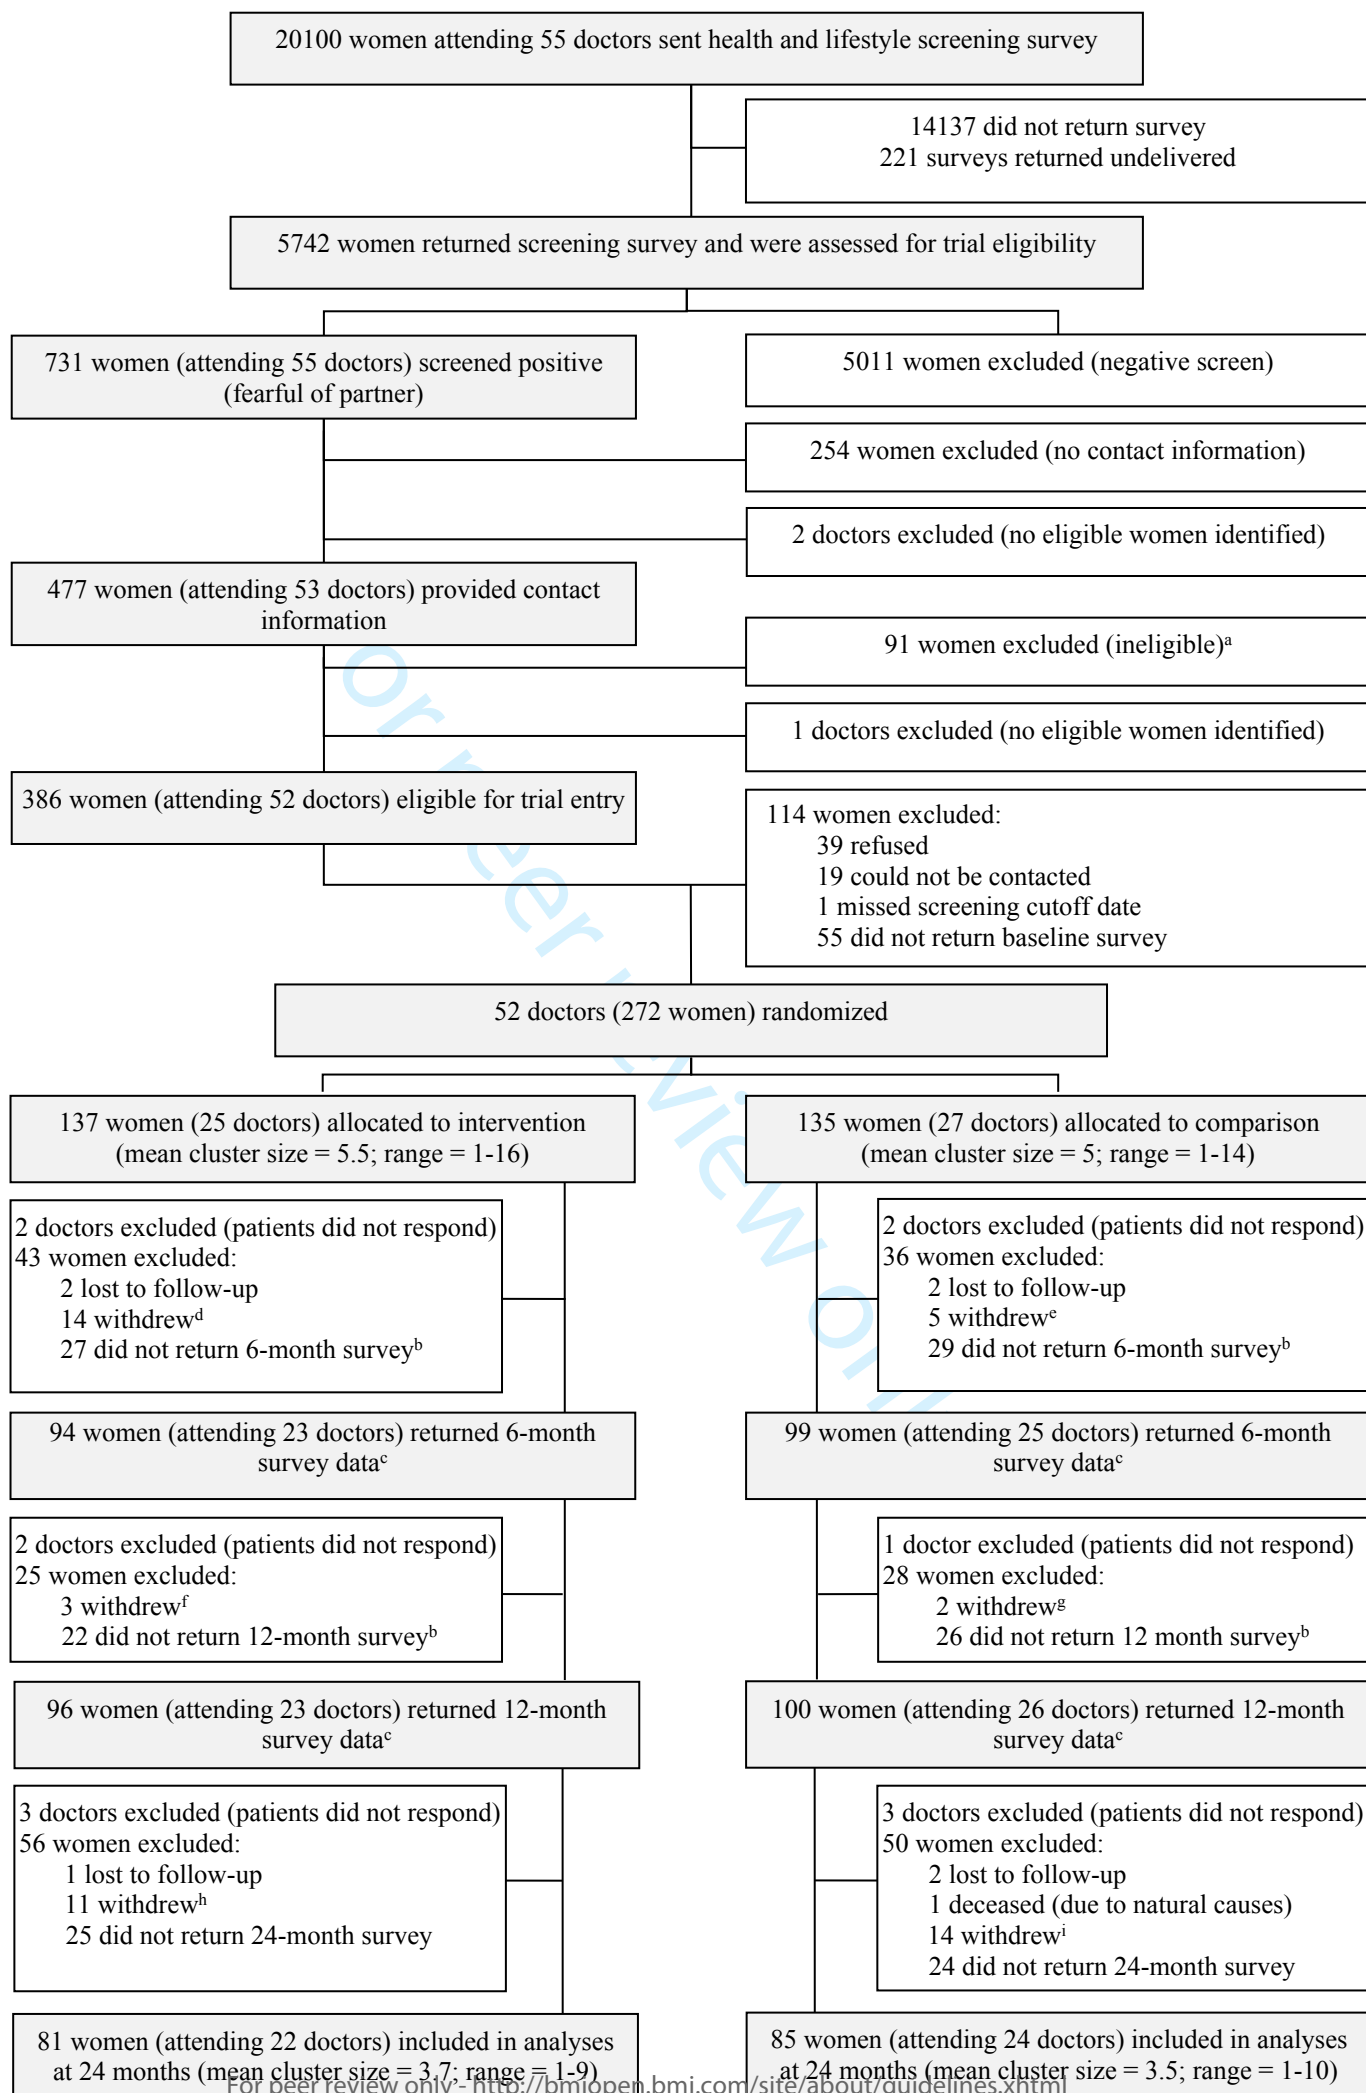 20100 women attending 55 doctors sent health and lifestyle screening survey
14137 did not return survey
221 surveys returned undelivered
5742 women returned screening survey and were assessed for trial eligibility
731 women (attending 55 doctors) screened positive
(fearful of partner)
5011 women excluded (negative screen)
254 women excluded (no contact information)
2 doctors excluded (no eligible women identified)
477 women (attending 53 doctors) provided contact
information
91 women excluded (ineligible)ᵃ
1 doctors excluded (no eligible women identified)
386 women (attending 52 doctors) eligible for trial entry
114 women excluded:
39 refused
19 could not be contacted
1 missed screening cutoff date
55 did not return baseline survey
52 doctors (272 women) randomized
137 women (25 doctors) allocated to intervention
(mean cluster size = 5.5; range = 1-16)
135 women (27 doctors) allocated to comparison
(mean cluster size = 5; range = 1-14)
2 doctors excluded (patients did not respond)
43 women excluded:
2 lost to follow-up
14 withdrewᵈ
27 did not return 6-month surveyᵇ
2 doctors excluded (patients did not respond)
36 women excluded:
2 lost to follow-up
5 withdrewᵉ
29 did not return 6-month surveyᵇ
94 women (attending 23 doctors) returned 6-month
survey dataᶜ
99 women (attending 25 doctors) returned 6-month
survey dataᶜ
2 doctors excluded (patients did not respond)
25 women excluded:
3 withdrewᶠ
22 did not return 12-month surveyᵇ
1 doctor excluded (patients did not respond)
28 women excluded:
2 withdrewᵍ
26 did not return 12 month surveyᵇ
96 women (attending 23 doctors) returned 12-month
survey dataᶜ
100 women (attending 26 doctors) returned 12-month
survey dataᶜ
3 doctors excluded (patients did not respond)
56 women excluded:
1 lost to follow-up
11 withdrewʰ
25 did not return 24-month survey
3 doctors excluded (patients did not respond)
50 women excluded:
2 lost to follow-up
1 deceased (due to natural causes)
14 withdrewⁱ
24 did not return 24-month survey
81 women (attending 22 doctors) included in analyses
at 24 months (mean cluster size = 3.7; range = 1-9)
85 women (attending 24 doctors) included in analyses
at 24 months (mean cluster size = 3.5; range = 1-10)
For peer review only - http://bmjopen.bmj.com/site/about/guidelines.xhtml